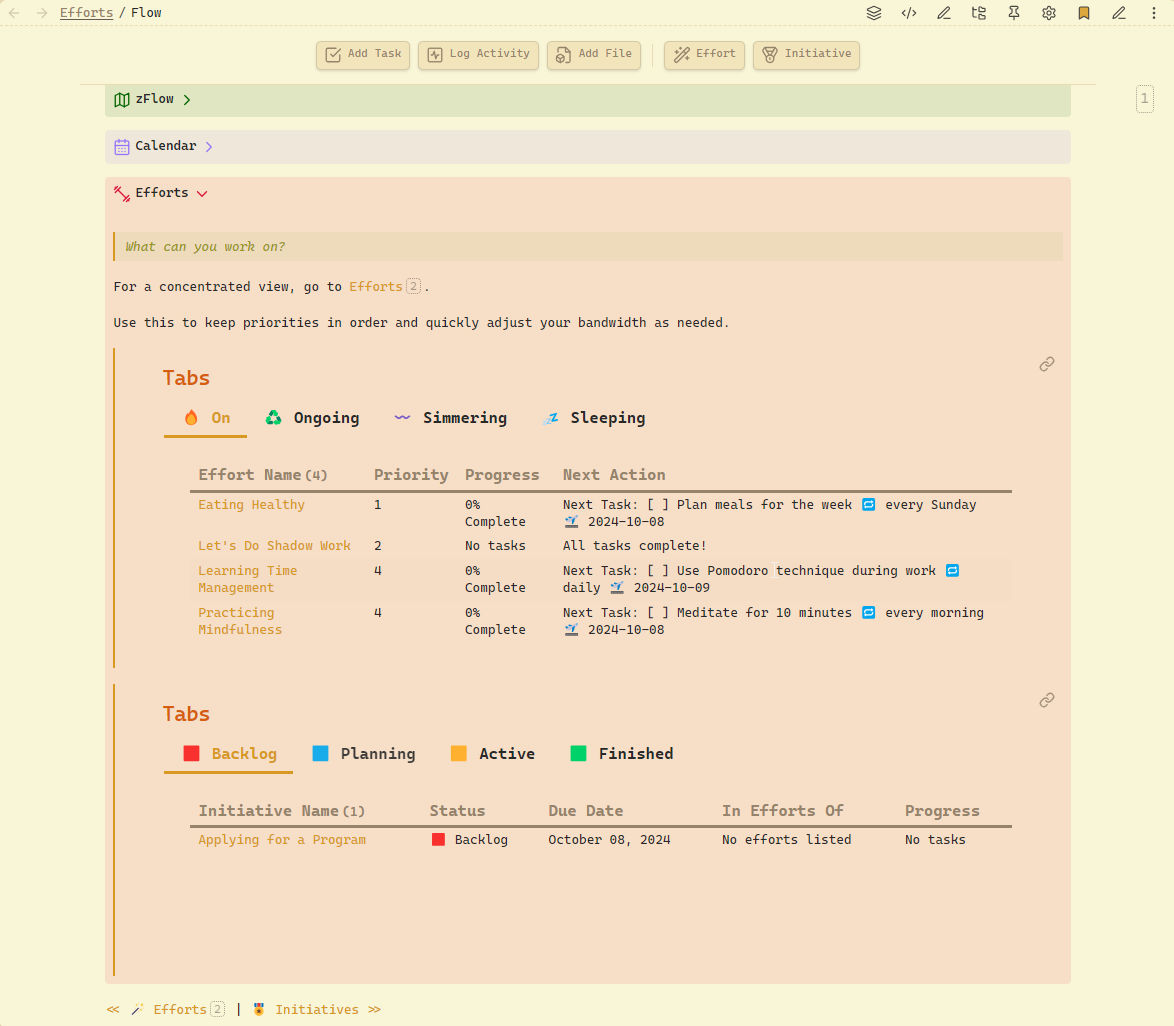 Efforts / Flow
Add Task
Log Activity
Add File
Effort
Initiative
zFlow
1
Calendar
Efforts
What can you work on?
For a concentrated view, go to Efforts 2 .
Use this to keep priorities in order and quickly adjust your bandwidth as needed.
Tabs
On
Ongoing
Simmering
Sleeping
Effort Name (4) Priority Progress Next Action
Eating Healthy 1 0% Next Task: [ ] Plan meals for the week 🔁 every Sunday
Complete 🛫 2024-10-08
Let's Do Shadow Work 2 No tasks All tasks complete!
Learning Time 4 0% Next Task: [ ] Use Pomodoro technique during work 🔁
Management Complete daily 🛫 2024-10-09
Practicing 4 0% Next Task: [ ] Meditate for 10 minutes 🔁 every morning
Mindfulness Complete 🛫 2024-10-08
Tabs
Backlog
Planning
Active
Finished
Initiative Name (1) Status Due Date In Efforts Of Progress
Applying for a Program 🟥 Backlog October 08, 2024 No efforts listed No tasks
<< 🪄 Efforts 2 | 🏅 Initiatives >>